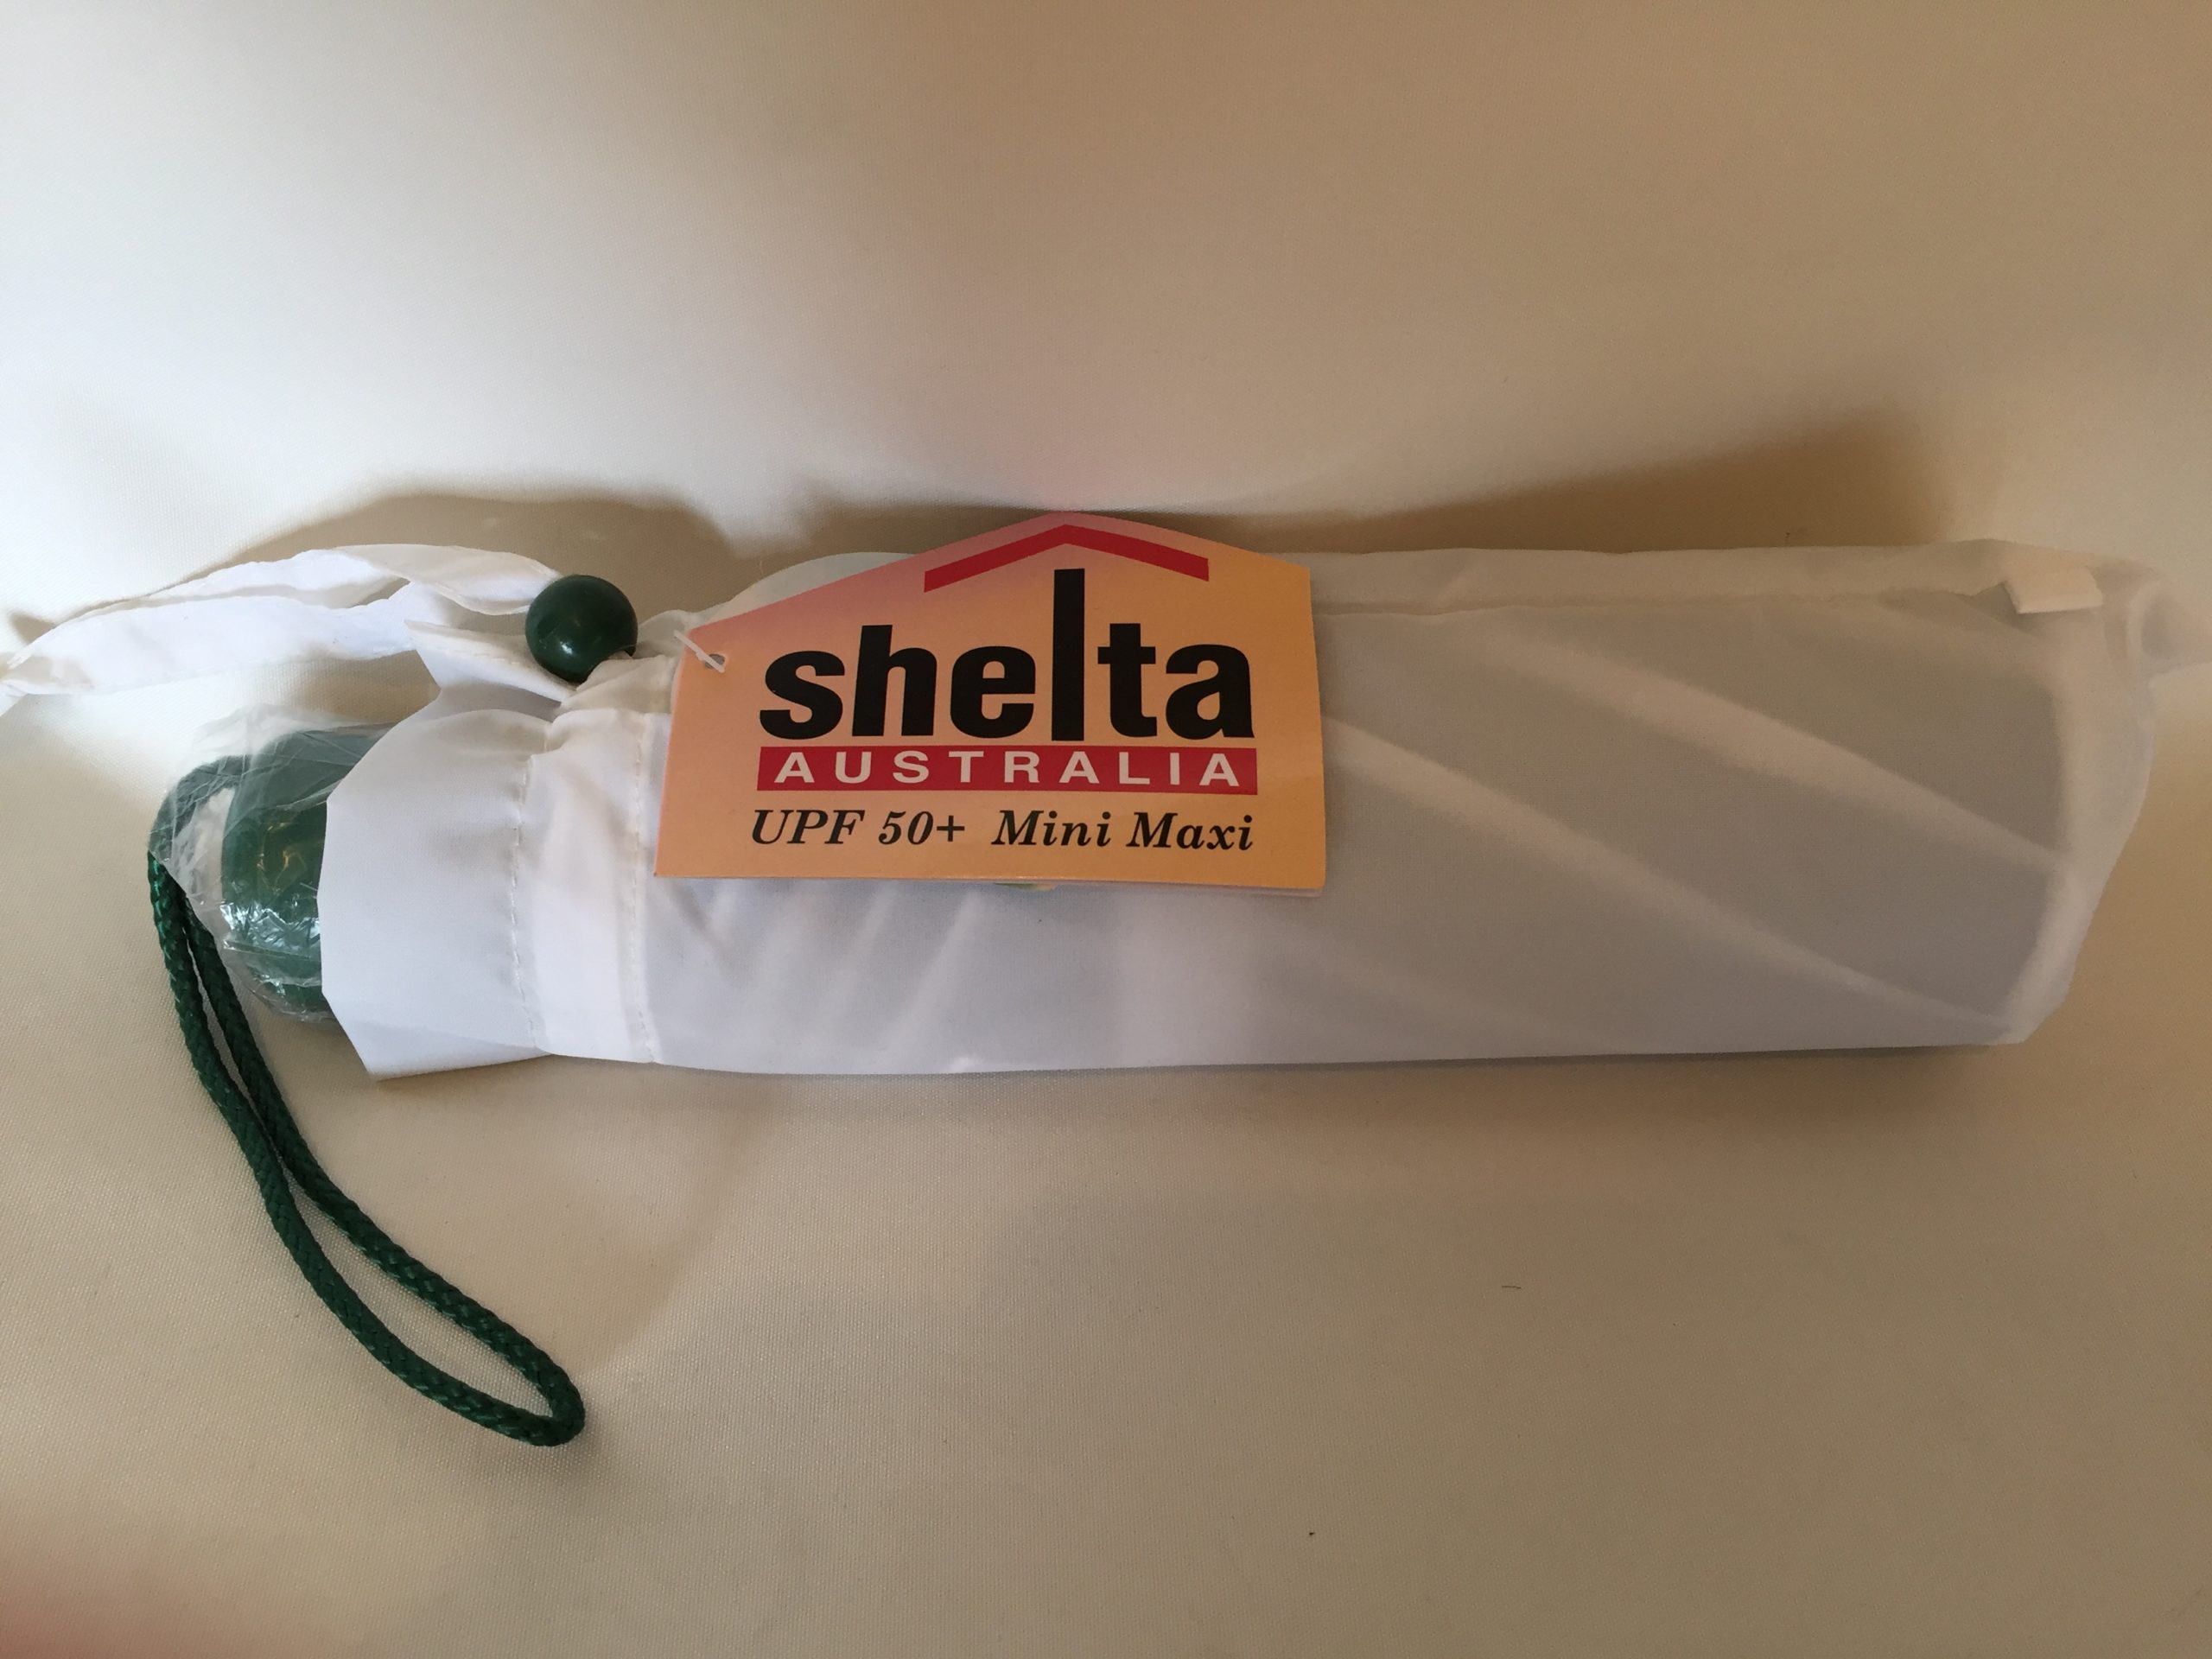 shelta
AUSTRALIA
UPF 50+ Mini Maxi